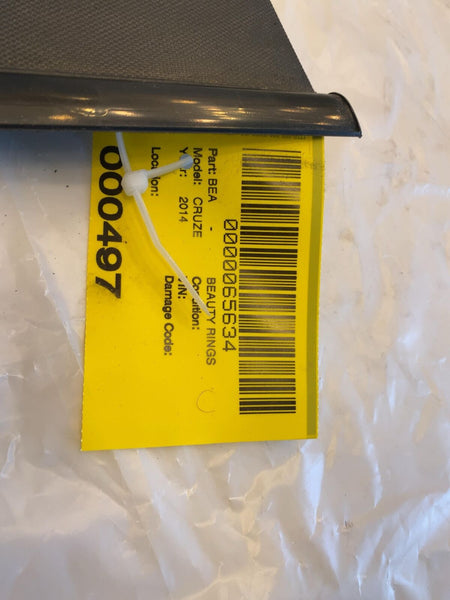 0000065634
Part: BEA - BEAUTY RINGS
Model: CRUZE Condition:
Year: 2014 VIN:
Location: Damage Code:
000497